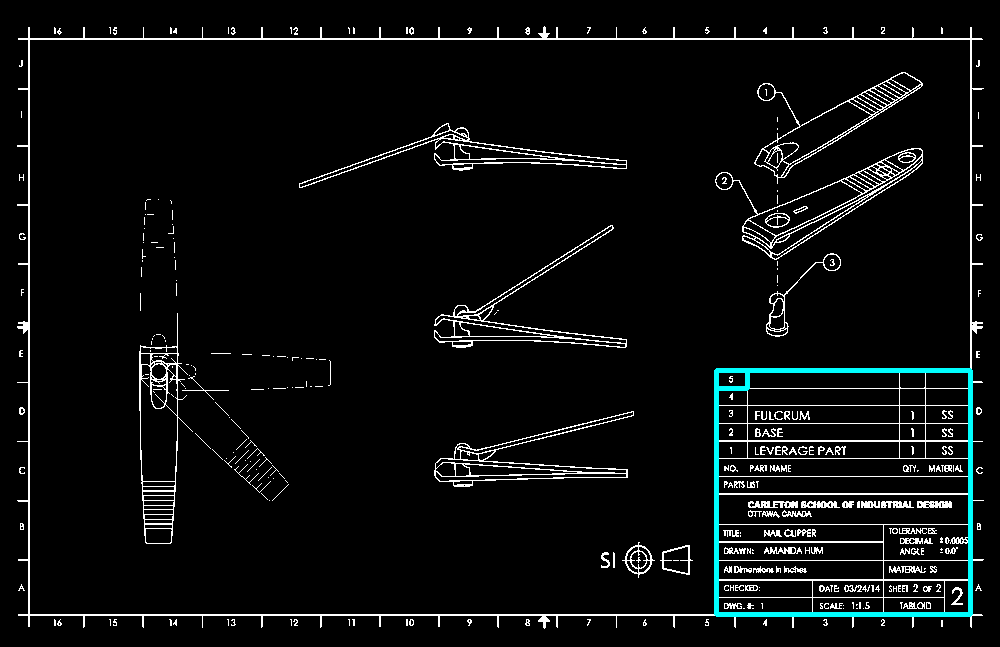 16 15 14 13 12 11 10 9 8 7 6 5 4 3 2 1
J J
I I
H H
G G
F F
E E
D D
C C
B B
A A
1
2
3
5
4
3 FULCRUM 1 SS
2 BASE 1 SS
1 LEVERAGE PART 1 SS
NO. PART NAME QTY. MATERIAL
PARTS LIST
CARLETON SCHOOL OF INDUSTRIAL DESIGN
OTTAWA, CANADA
TITLE: NAIL CLIPPER
TOLERANCES:
DECIMAL ±0.0005
DRAWN: AMANDA HUM
ANGLE ±0.0°
All Dimensions in Inches
MATERIAL: SS
CHECKED: DATE: 03/24/14 SHEET 2 OF 2
DWG. #: 1 SCALE: 1:1.5 TABLOID 2
SI
16 15 14 13 12 11 10 9 8 7 6 5 4 3 2 1